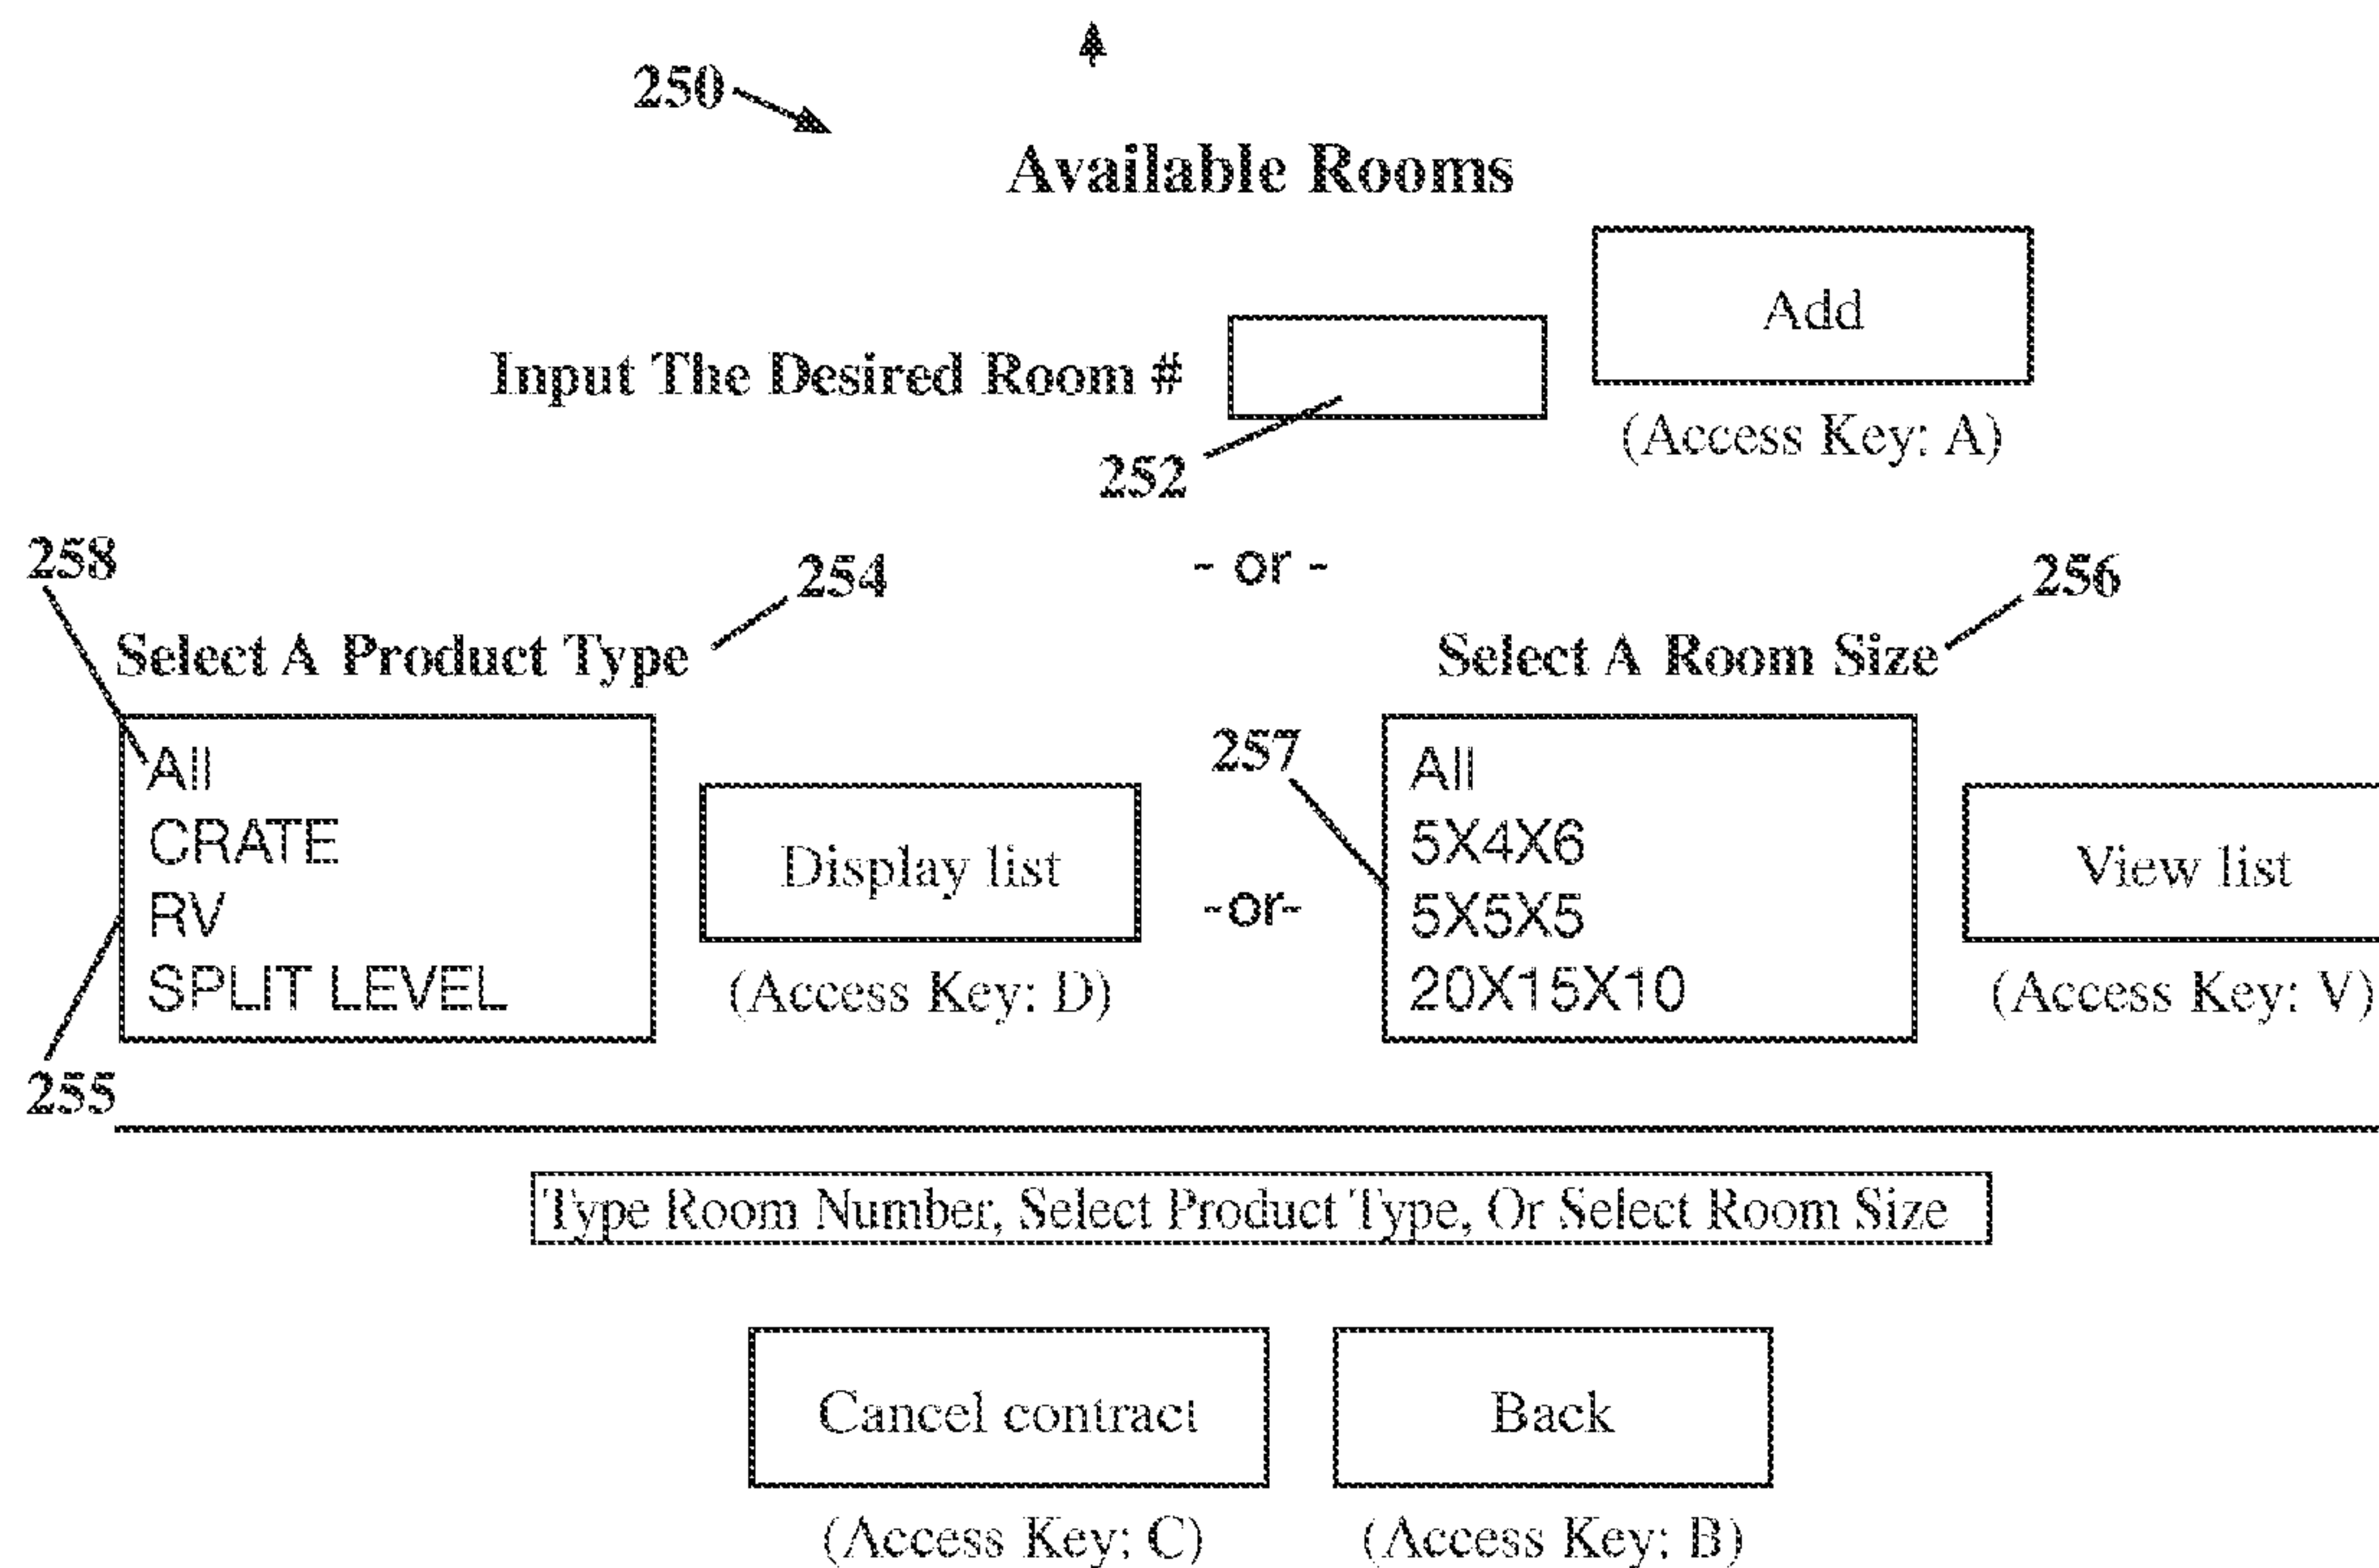 250
Available Rooms
Input The Desired Room #
Add
(Access Key: A)
252
- or -
258
254
256
Select A Product Type
Select A Room Size
All
CRATE
RV
SPLIT LEVEL
255
Display list
(Access Key: D)
-or-
257
All
5X4X6
5X5X5
20X15X10
View list
(Access Key: V)
Type Room Number, Select Product Type, Or Select Room Size
Cancel contract
(Access Key: C)
Back
(Access Key: B)